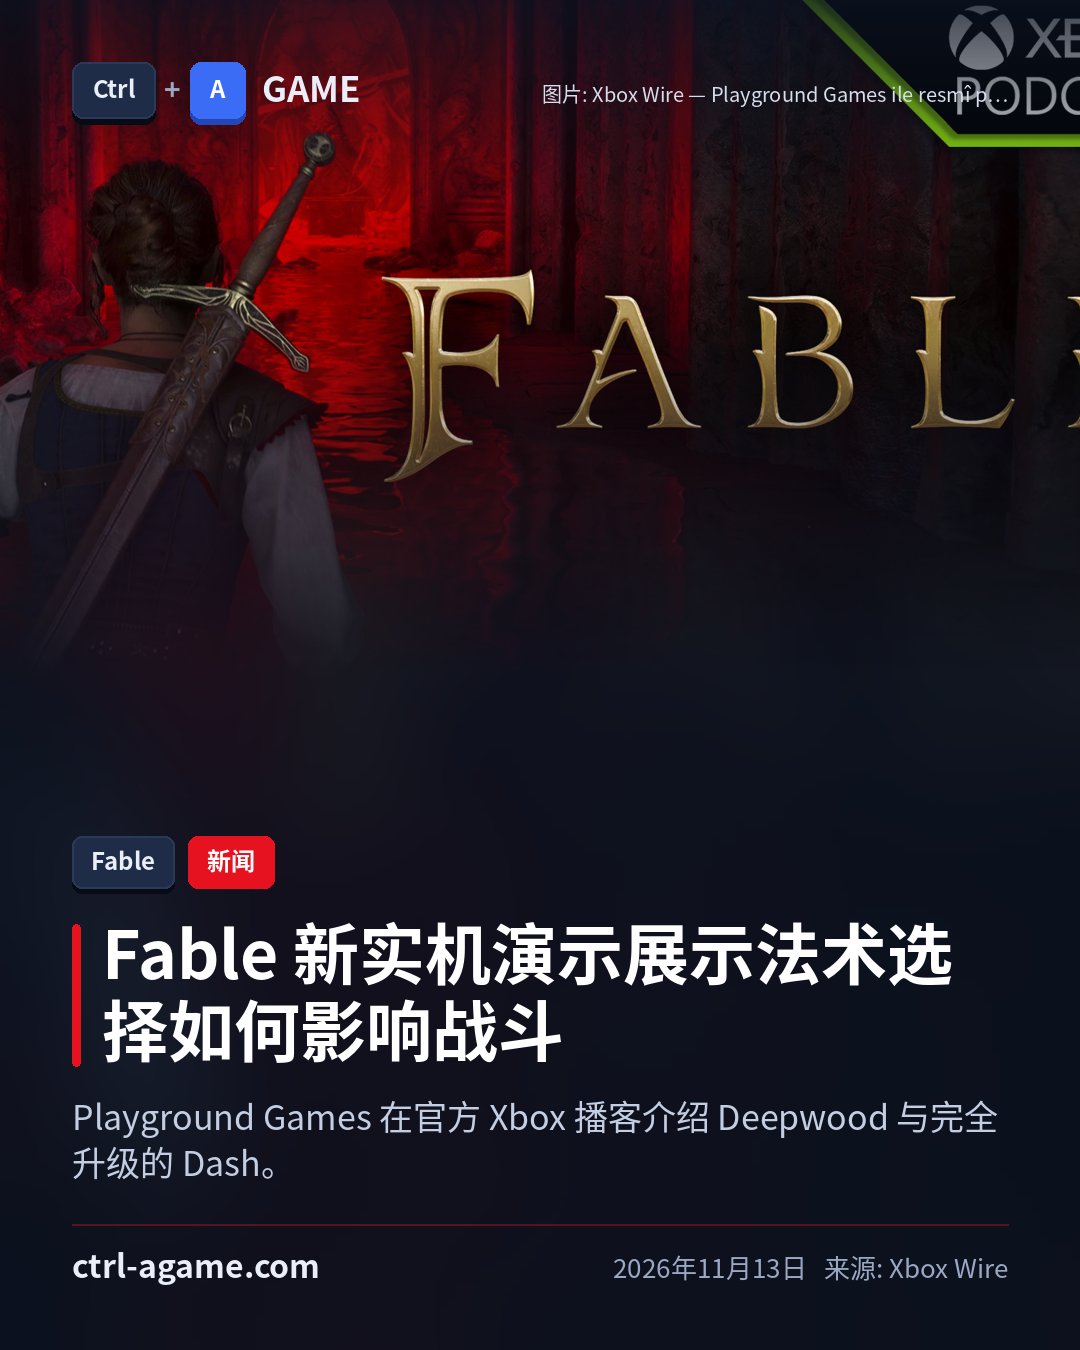 Ctrl + A GAME
图片: Xbox Wire — Playground Games ile resmî p…
XB
PODC
FABLE
Fable
新闻
Fable 新实机演示展示法术选
择如何影响战斗
Playground Games 在官方 Xbox 播客介绍 Deepwood 与完全
升级的 Dash。
ctrl-agame.com
2026年11月13日 来源: Xbox Wire